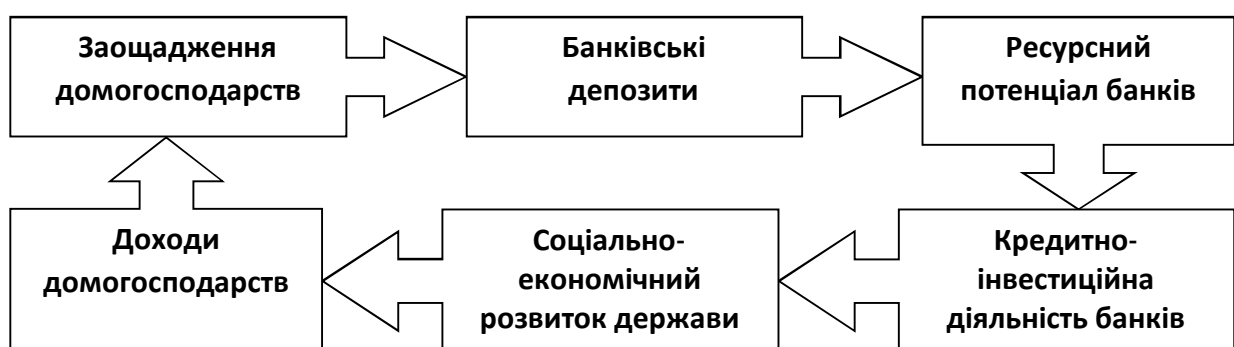 Заощадження
домогосподарств
Банківські
депозити
Ресурсний
потенціал банків
Доходи
домогосподарств
Соціально-
економічний
розвиток держави
Кредитно-
інвестиційна
діяльність банків